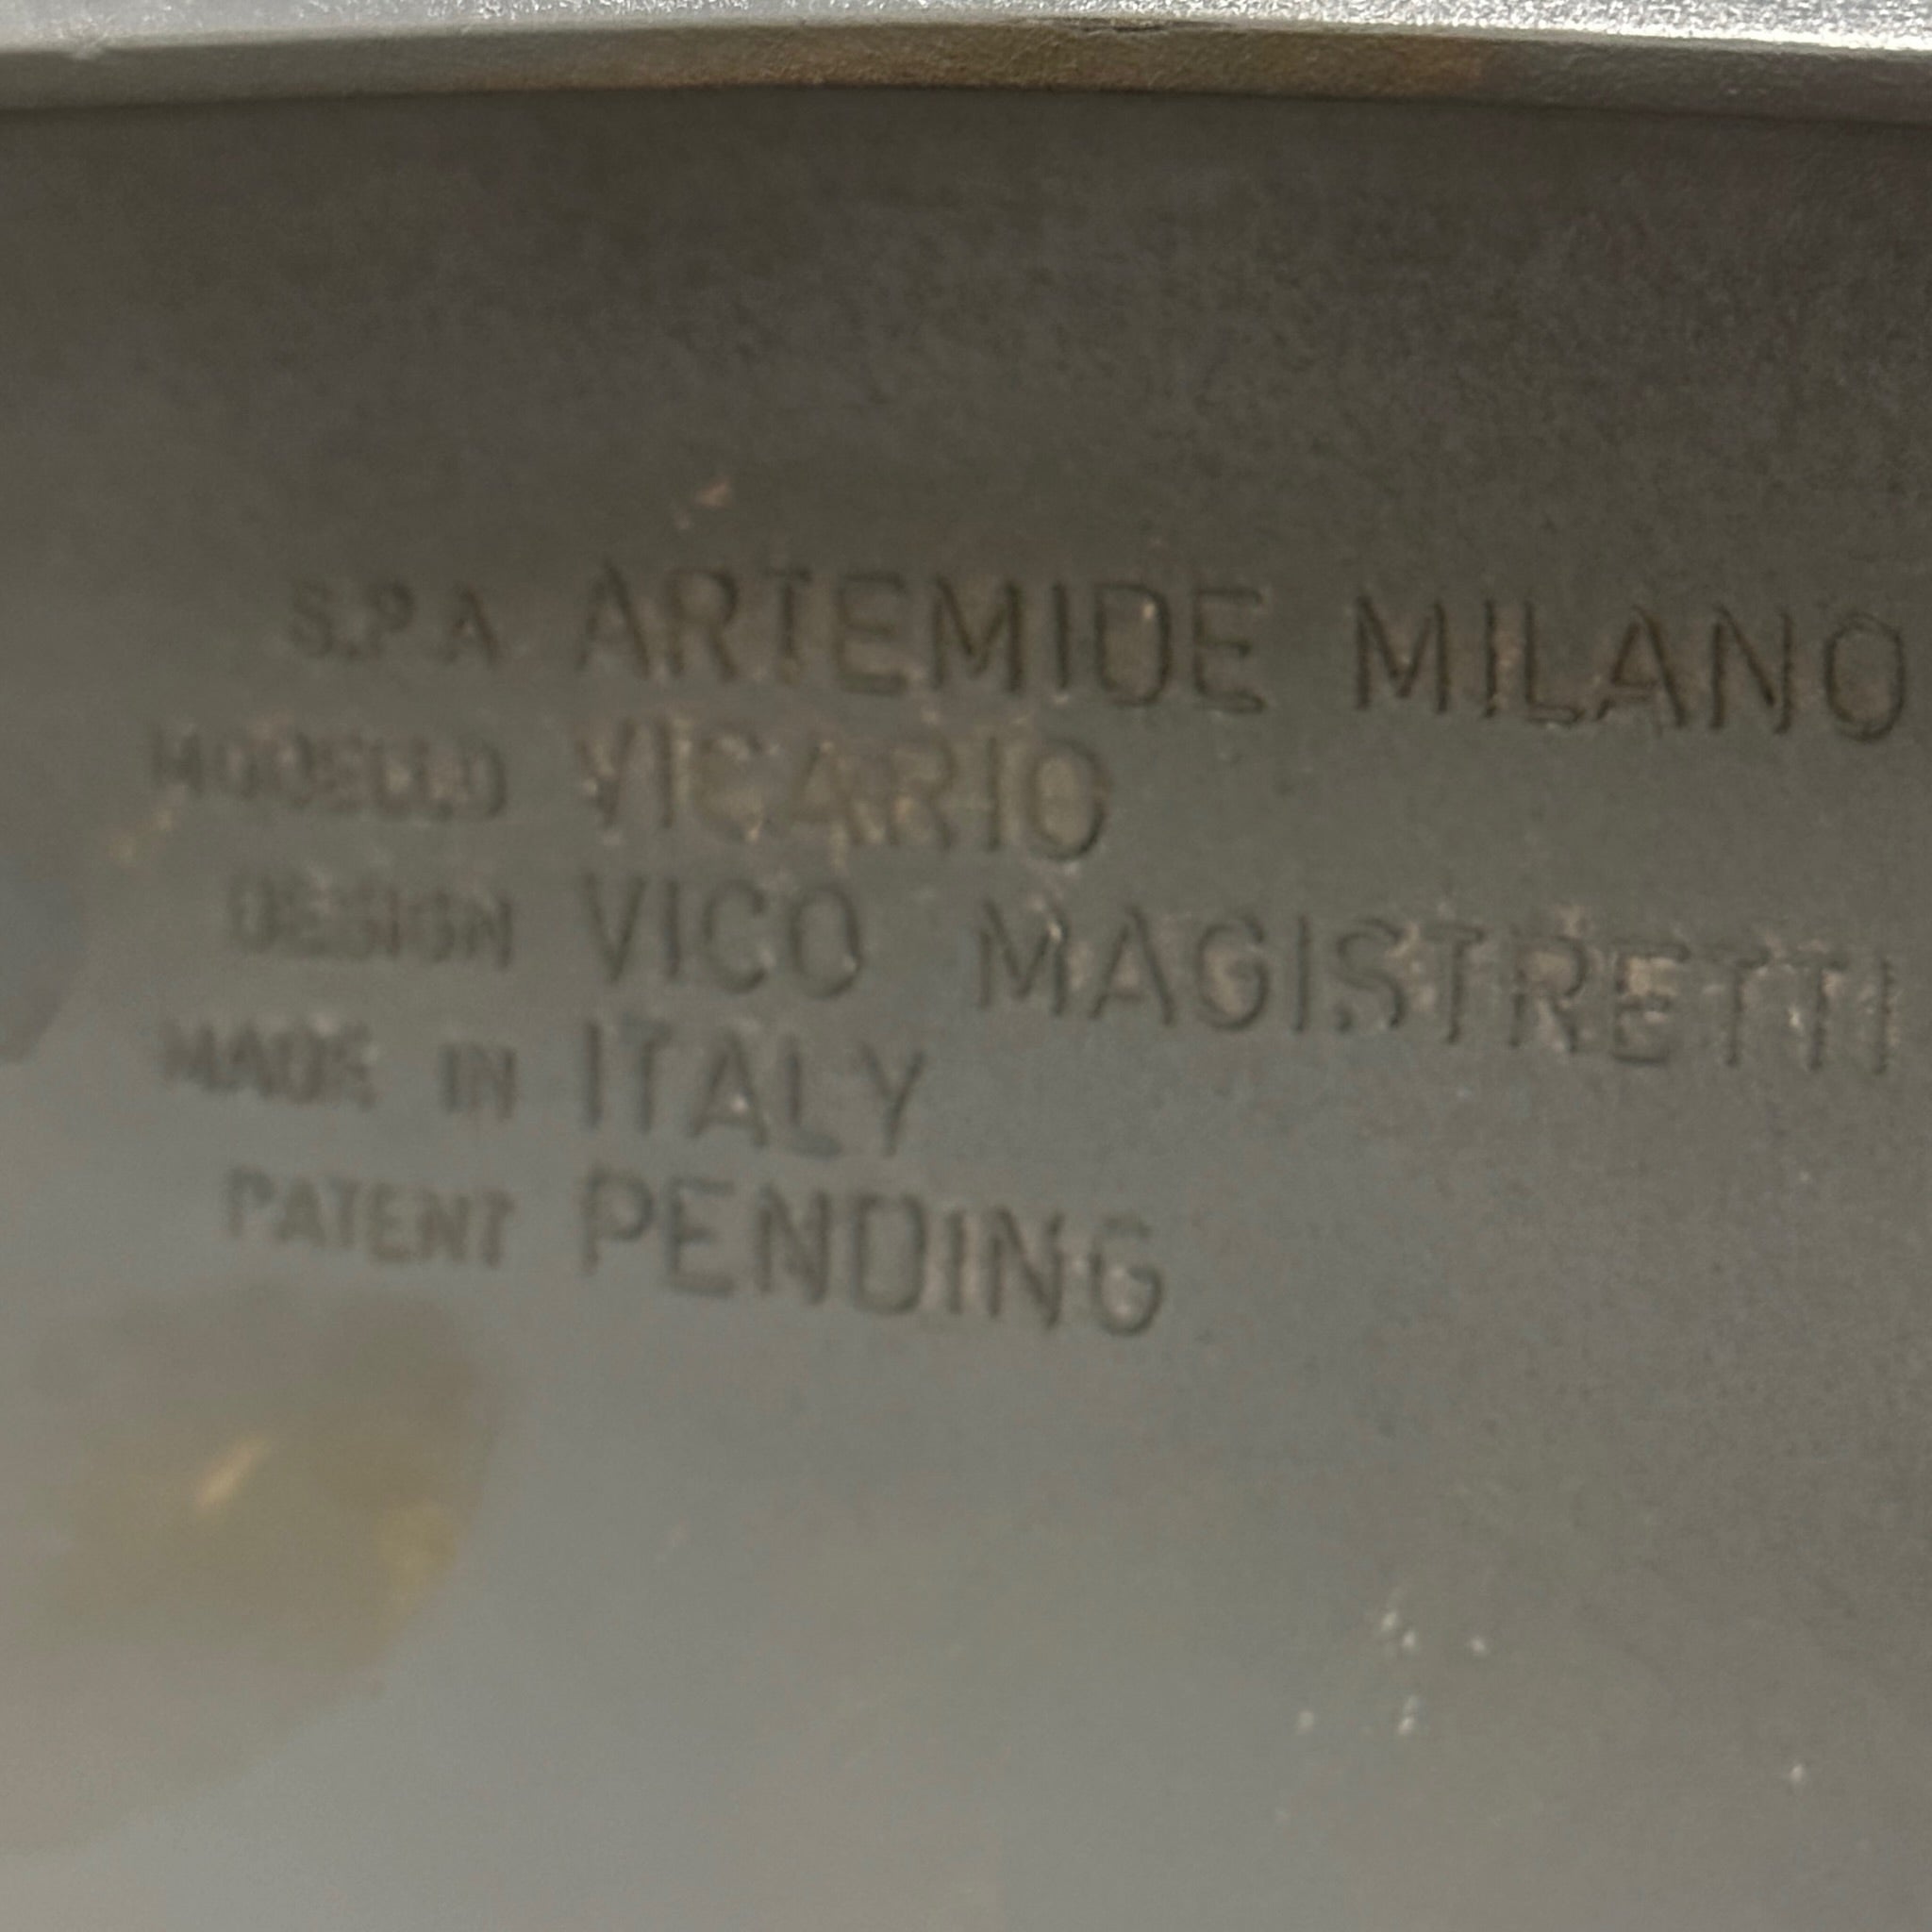 S.P.A ARTEMIDE MILANO
MODELLO VICARIO
DESIGN VICO MAGISTRETTI
MADE IN ITALY
PATENT PENDING